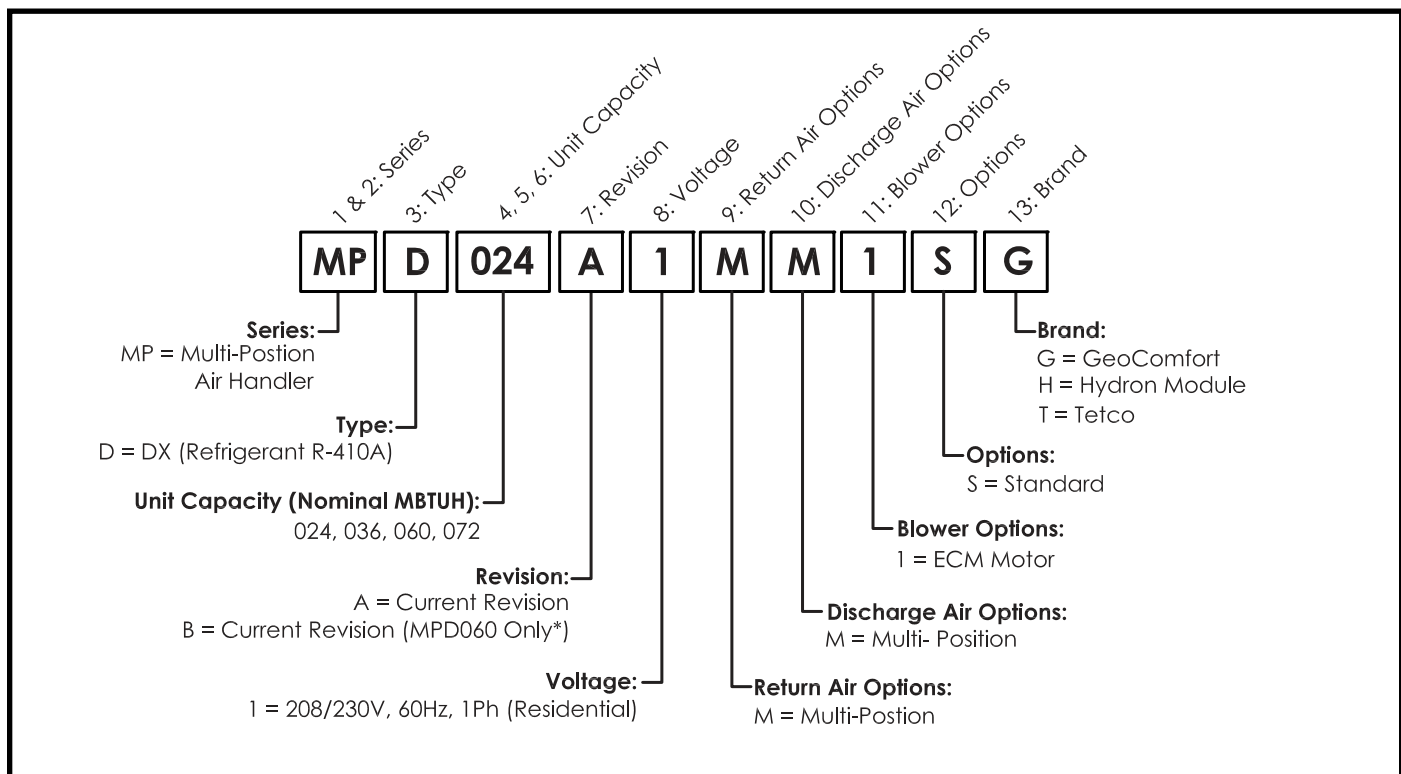 1 & 2: Series
3: Type
4, 5, 6: Unit Capacity
7: Revision
8: Voltage
9: Return Air Options
10: Discharge Air Options
11: Blower Options
12: Options
13: Brand
MP D 024 A 1 M M 1 S G
Series:
MP = Multi-Postion
Air Handler
Type:
D = DX (Refrigerant R-410A)
Unit Capacity (Nominal MBTUH):
024, 036, 060, 072
Revision:
A = Current Revision
B = Current Revision (MPD060 Only*)
Voltage:
1 = 208/230V, 60Hz, 1Ph (Residential)
Brand:
G = GeoComfort
H = Hydron Module
T = Tetco
Options:
S = Standard
Blower Options:
1 = ECM Motor
Discharge Air Options:
M = Multi- Position
Return Air Options:
M = Multi-Postion